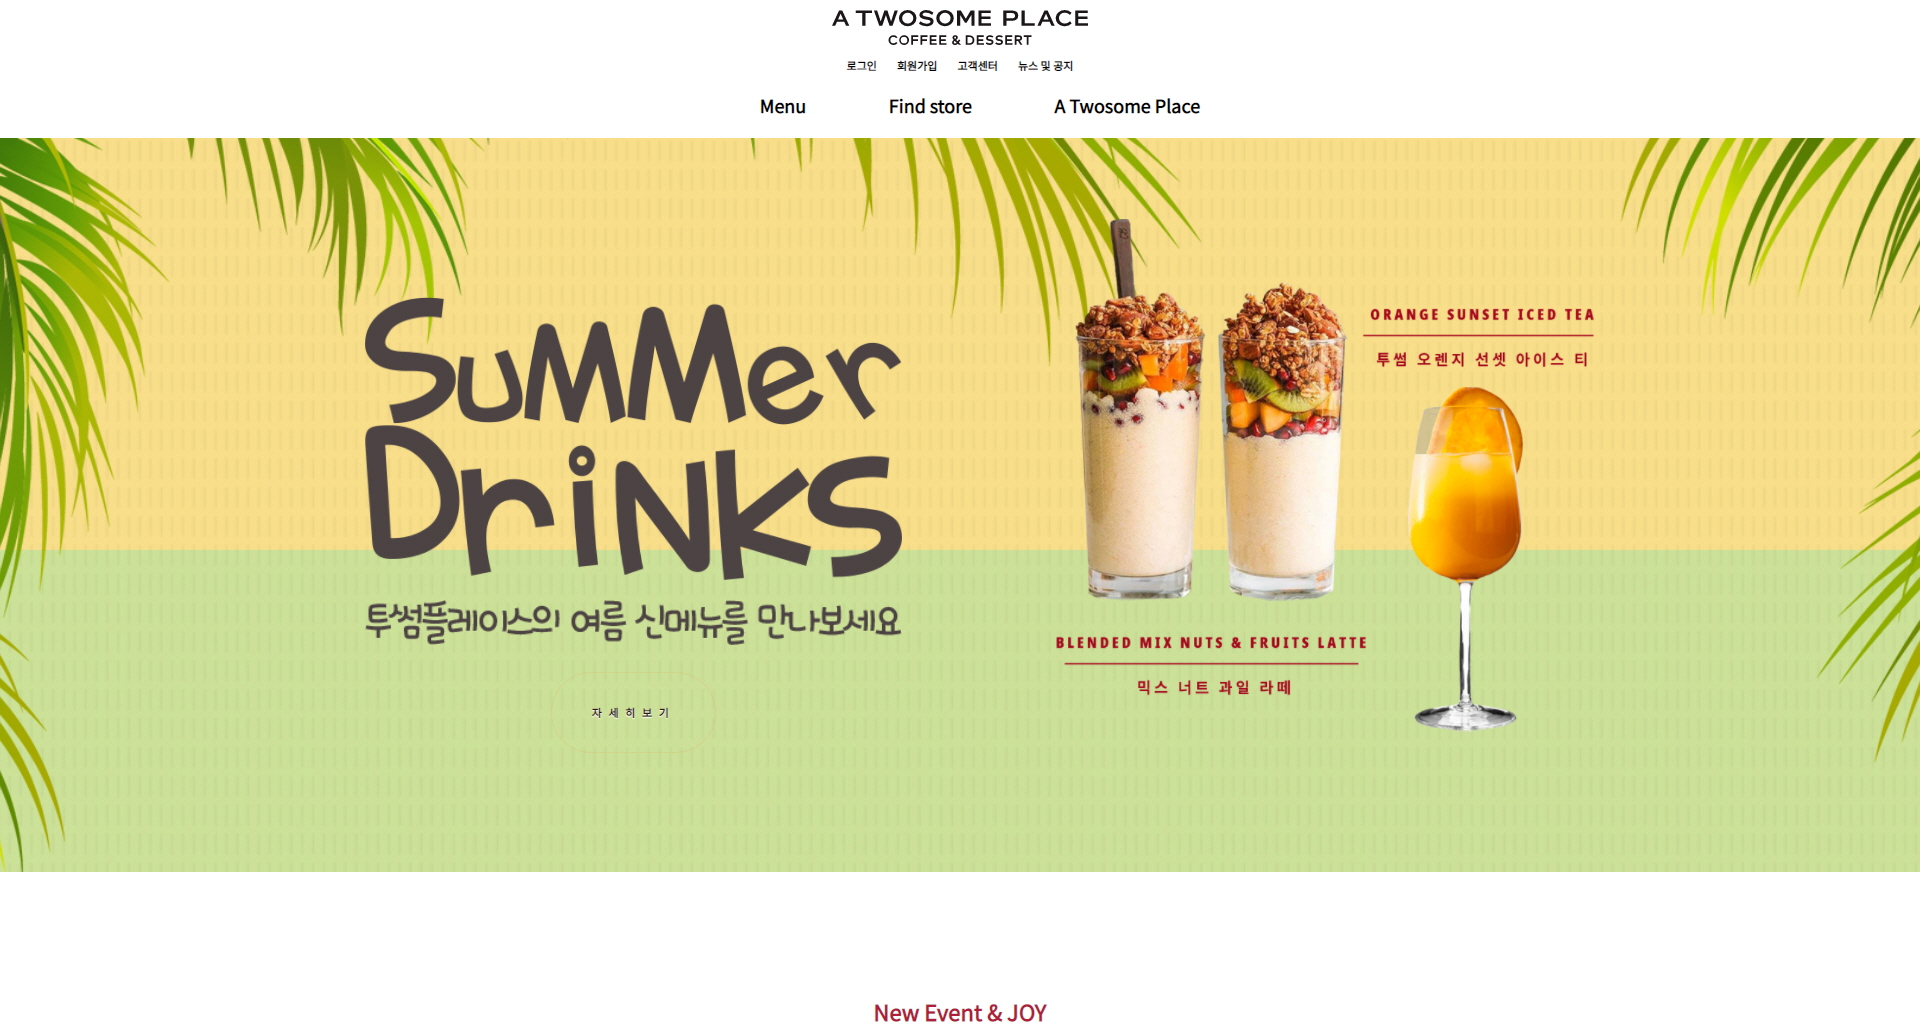 A TWOSOME PLACE
COFFEE & DESSERT
로그인 회원가입 고객센터 뉴스 및 공지
Menu Find store A Twosome Place
SuMMer
DriNKS
투썸플레이스의 여름 신메뉴를 만나보세요
자세히보기
ORANGE SUNSET ICED TEA
투썸 오렌지 선셋 아이스 티
BLENDED MIX NUTS & FRUITS LATTE
믹스 너트 과일 라떼
New Event & JOY